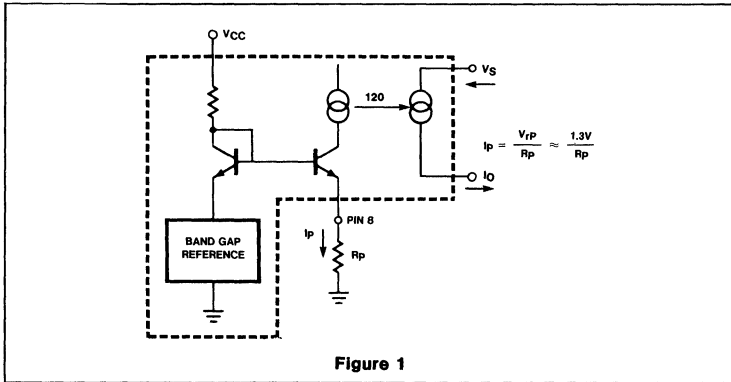 VCC
VS
120
IP = VrP / RP ≈ 1.3V / RP
IO
PIN 8
IP
RP
BAND GAP
REFERENCE
Figure 1